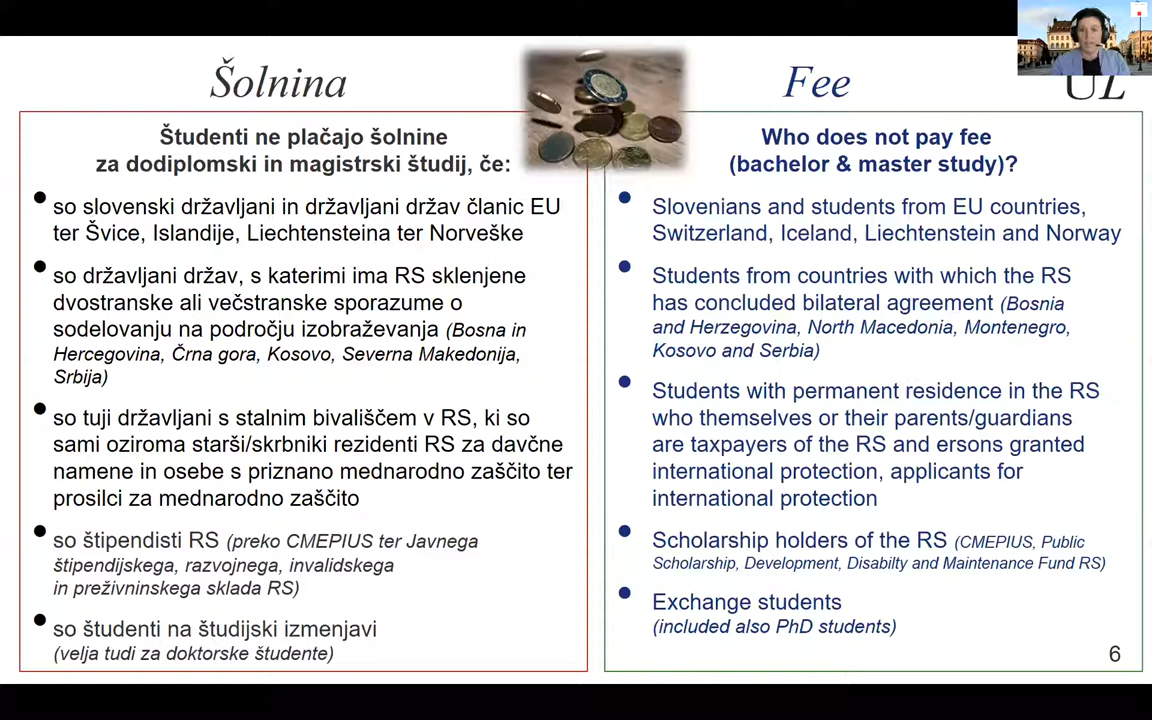 Šolnina
Študenti ne plačajo šolnine
za dodiplomski in magistrski študij, če:
so slovenski državljani in državljani držav članic EU
ter Švice, Islandije, Liechtensteina ter Norveške
so državljani držav, s katerimi ima RS sklenjene
dvostranske ali večstranske sporazume o
sodelovanju na področju izobraževanja (Bosna in
Hercegovina, Črna gora, Kosovo, Severna Makedonija,
Srbija)
so tuji državljani s stalnim bivališčem v RS, ki so
sami oziroma starši/skrbniki rezidenti RS za davčne
namene in osebe s priznano mednarodno zaščito ter
prosilci za mednarodno zaščito
so štipendisti RS (preko CMEPIUS ter Javnega
štipendijskega, razvojnega, invalidskega
in preživninskega sklada RS)
so študenti na študijski izmenjavi
(velja tudi za doktorske študente)
Fee
UL
Who does not pay fee
(bachelor & master study)?
Slovenians and students from EU countries,
Switzerland, Iceland, Liechtenstein and Norway
Students from countries with which the RS
has concluded bilateral agreement (Bosnia
and Herzegovina, North Macedonia, Montenegro,
Kosovo and Serbia)
Students with permanent residence in the RS
who themselves or their parents/guardians
are taxpayers of the RS and ersons granted
international protection, applicants for
international protection
Scholarship holders of the RS (CMEPIUS, Public
Scholarship, Development, Disabilty and Maintenance Fund RS)
Exchange students
(included also PhD students)
6